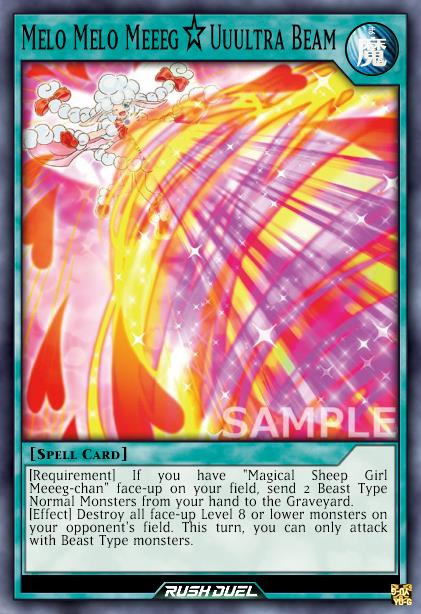 Melo Melo Meeeg☆Uuultra Beam
ま
魔
SAMPLE
[Spell Card]
[Requirement] If you have "Magical Sheep Girl
Meeeg-chan" face-up on your field, send 2 Beast Type
Normal Monsters from your hand to the Graveyard.
[Effect] Destroy all face-up Level 8 or lower monsters on
your opponent's field. This turn, you can only attack
with Beast Type monsters.
RUSH DUEL